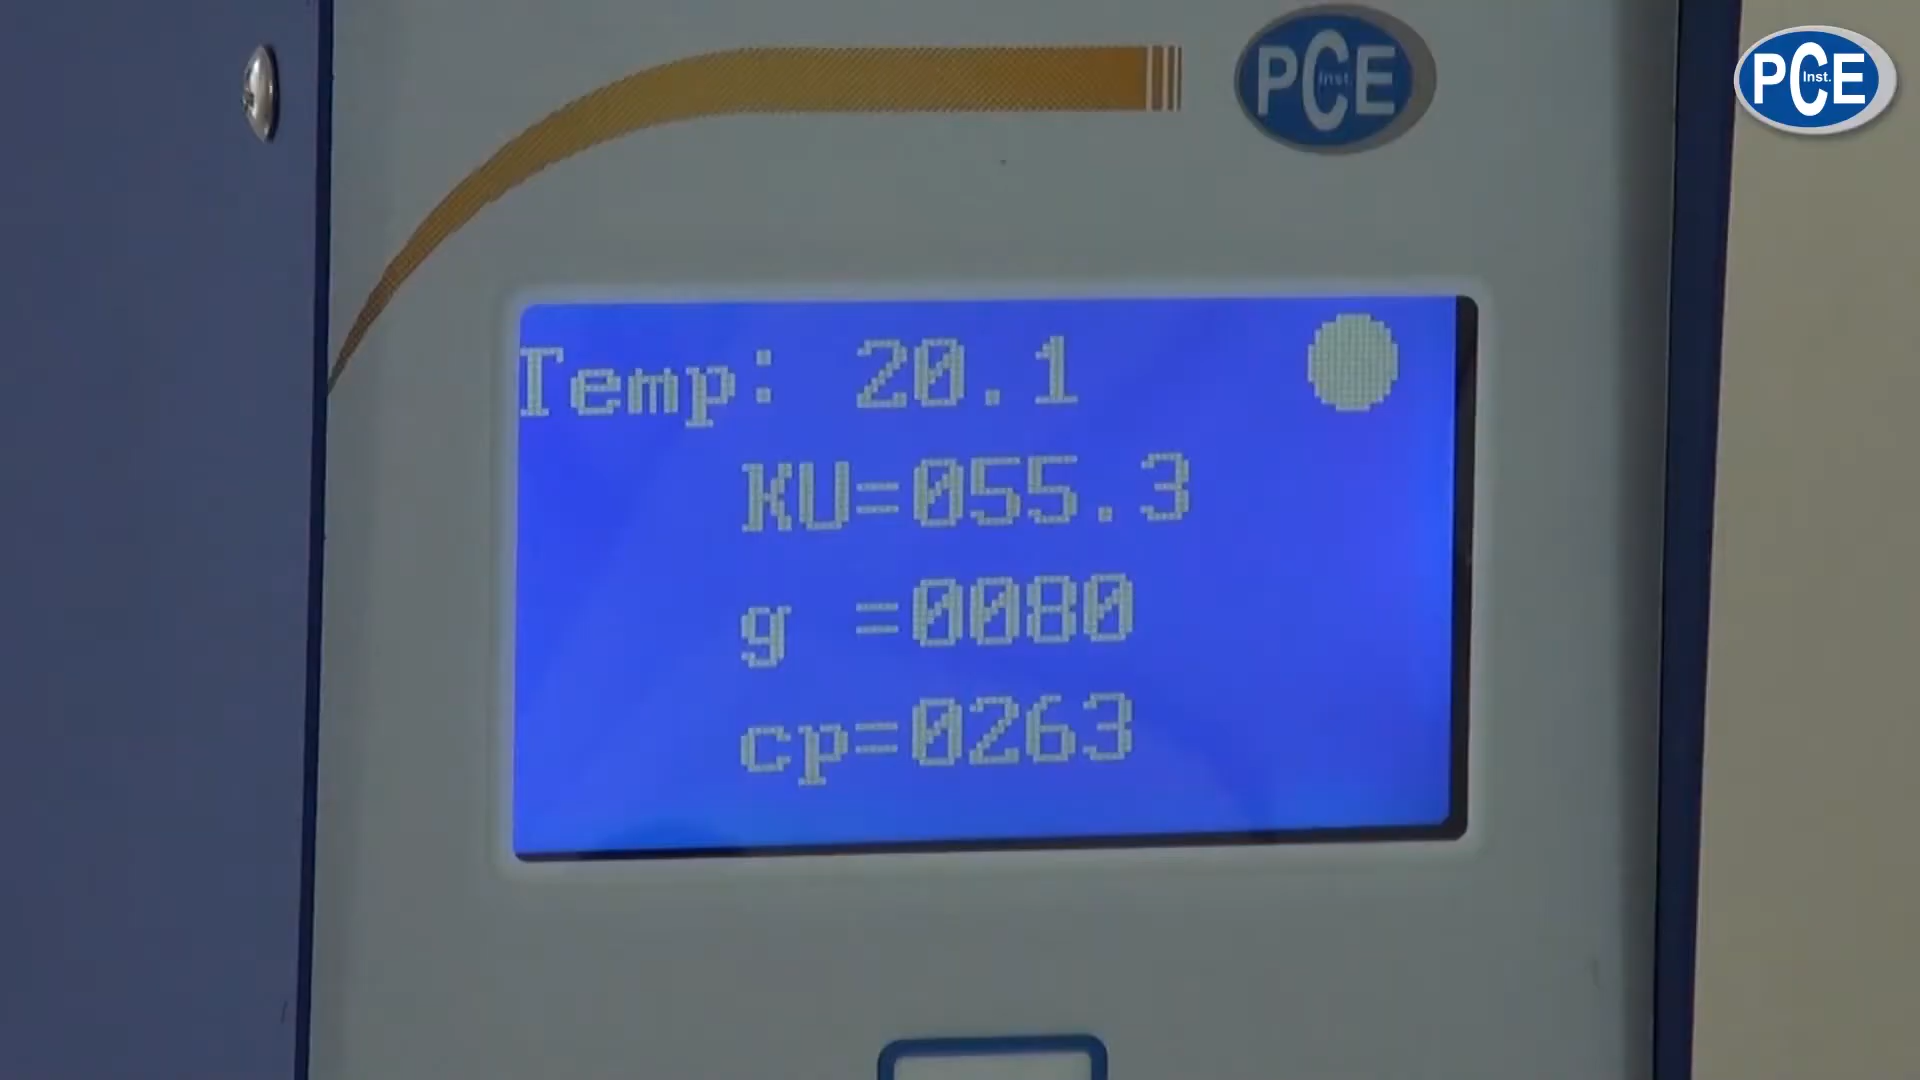 PCE
Inst.
PCE
Inst.
Temp: 20.1
KU=055.3
g =0080
cp=0263